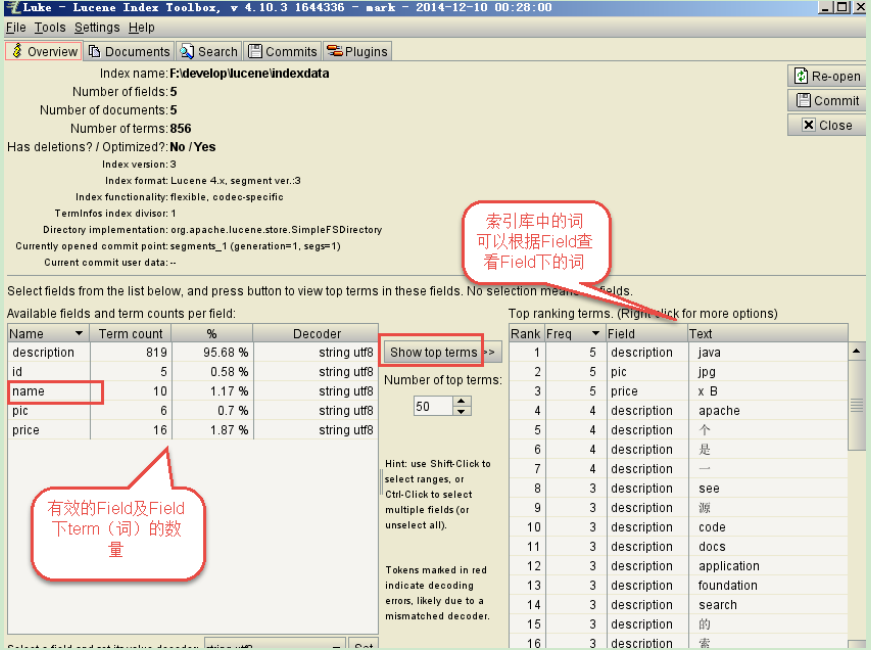 Luke - Lucene Index Toolbox, v 4.10.3 1644336 - mark - 2014-12-10 00:28:00
File Tools Settings Help
Overview Documents Search Commits Plugins
Index name: F:\develop\lucene\indexdata
Re-open
Number of fields: 5
Commit
Number of documents: 5
Number of terms: 856
Close
Has deletions? / Optimized?: No / Yes
Index version: 3
Index format: Lucene 4.x, segment ver.:3
Index functionality: flexible, codec-specific
TermInfos index divisor: 1
Directory implementation: org.apache.lucene.store.SimpleFSDirectory
Currently opened commit point: segments_1 (generation=1, segs=1)
Current commit user data: --
索引库中的词
可以根据Field查
看Field下的词
Select fields from the list below, and press button to view top terms in these fields. No selection means fields.
Available fields and term counts per field:
Name Term count % Decoder
description 819 95.68 % string utf8
id 5 0.58 % string utf8
name 10 1.17 % string utf8
pic 6 0.7 % string utf8
price 16 1.87 % string utf8
有效的Field及Field
下term（词）的数
量
Show top terms >>
Number of top terms:
50
Hint: use Shift-Click to
select ranges, or
Ctrl-Click to select
multiple fields (or
unselect all).
Tokens marked in red
indicate decoding
errors, likely due to a
mismatched decoder.
Top ranking terms. (Right click for more options)
Rank Freq Field Text
1 5 description java
2 5 pic jpg
3 5 price x B
4 4 description apache
5 4 description 个
6 4 description 是
7 4 description 一
8 3 description see
9 3 description 源
10 3 description code
11 3 description docs
12 3 description application
13 3 description foundation
14 3 description search
15 3 description 的
16 3 description 索